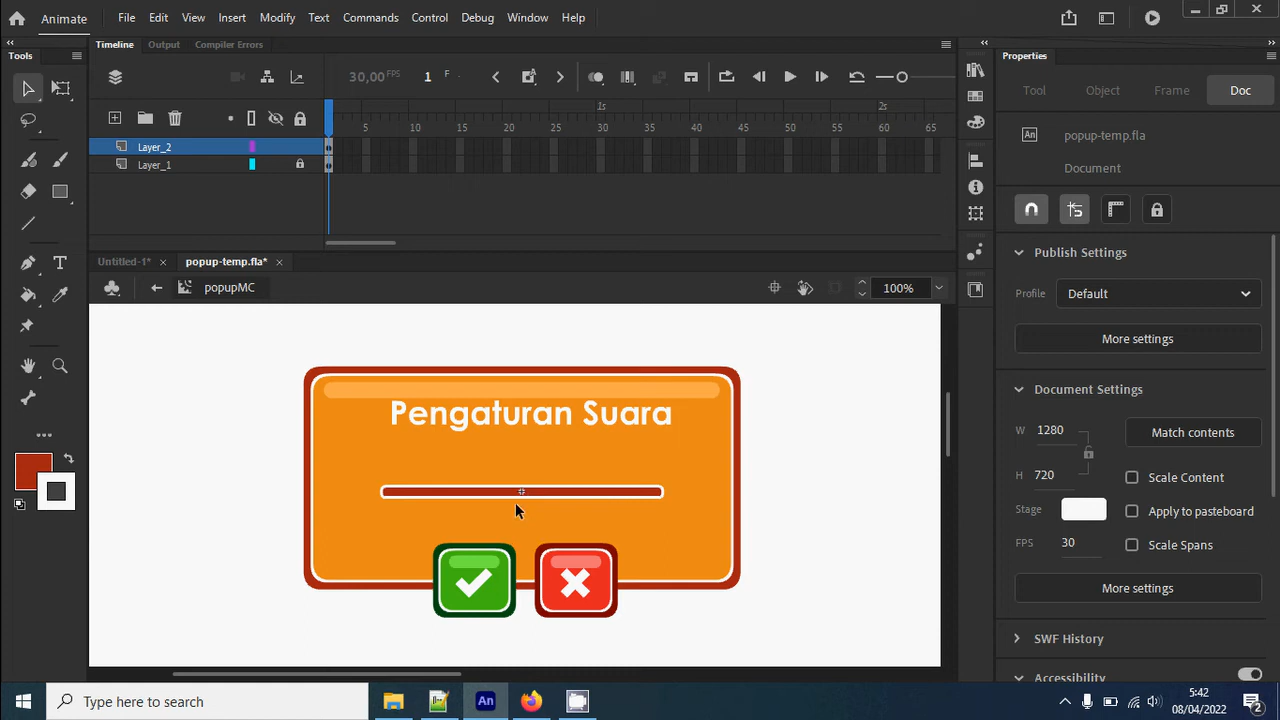 Animate File Edit View Insert Modify Text Commands Control Debug Window Help
Tools
Timeline Output Compiler Errors
Properties
30,00 FPS 1 F
Tool Object Frame Doc
1s 2s
5 10 15 20 25 30 35 40 45 50 55 60 65
Layer_2
Layer_1
An popup-temp.fla
Document
Publish Settings
Profile Default
More settings
Document Settings
W 1280 Match contents
H 720 Scale Content
Stage Apply to pasteboard
FPS 30 Scale Spans
More settings
SWF History
Accessibility
Untitled-1* popup-temp.fla*
popupMC
100%
Pengaturan Suara
Type here to search
An
5:42
08/04/2022
2